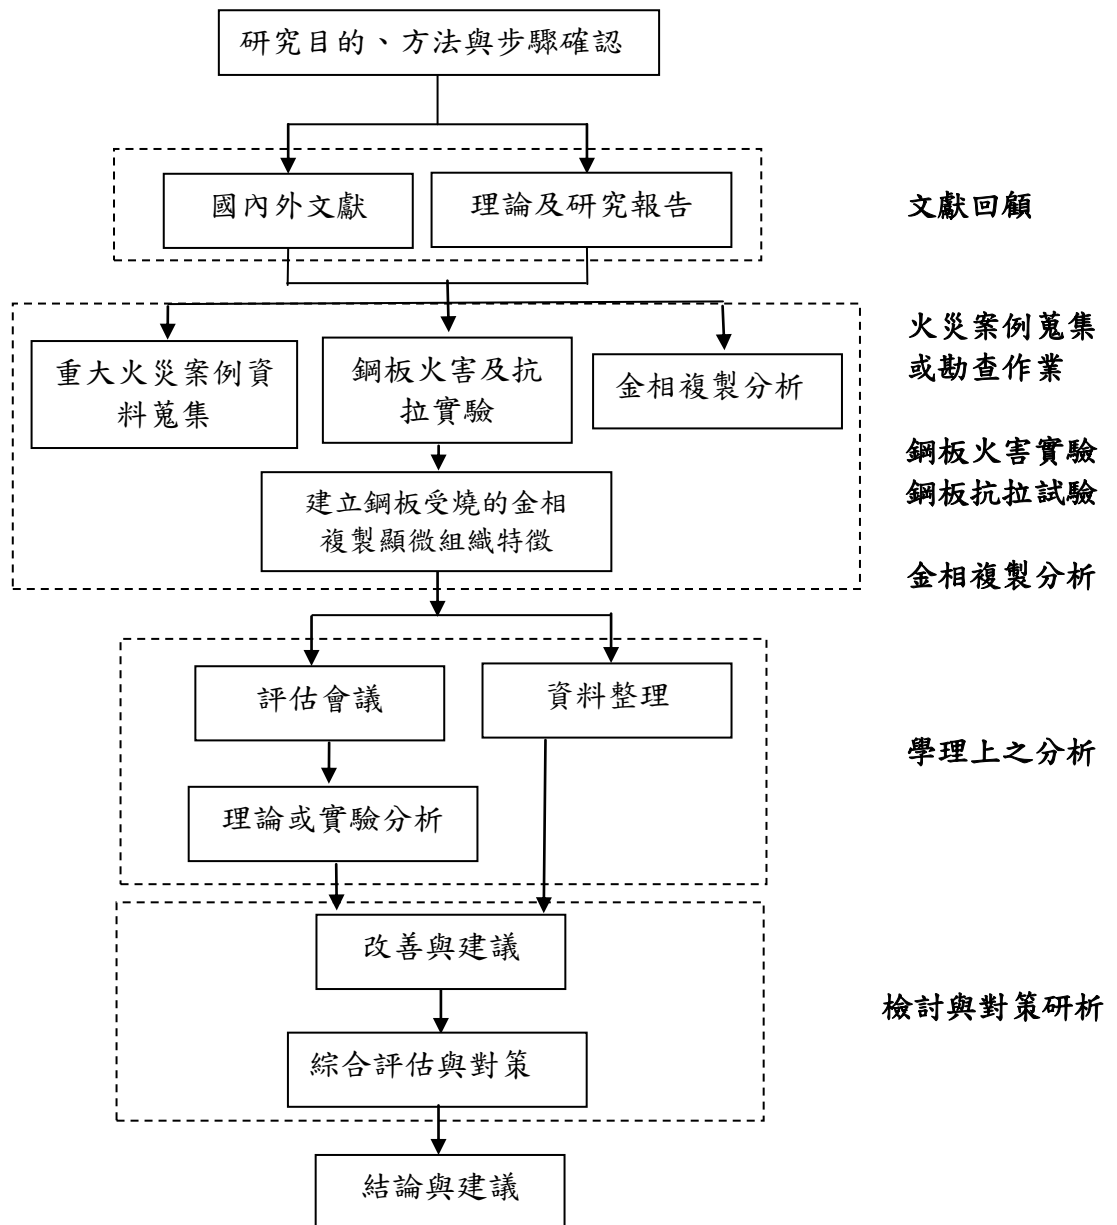 研究目的、方法與步驟確認
國內外文獻
理論及研究報告
文獻回顧
重大火災案例資
料蒐集
鋼板火害及抗
拉實驗
金相複製分析
火災案例蒐集
或勘查作業
建立鋼板受燒的金相
複製顯微組織特徵
鋼板火害實驗
鋼板抗拉試驗
金相複製分析
評估會議
資料整理
理論或實驗分析
學理上之分析
改善與建議
綜合評估與對策
檢討與對策研析
結論與建議